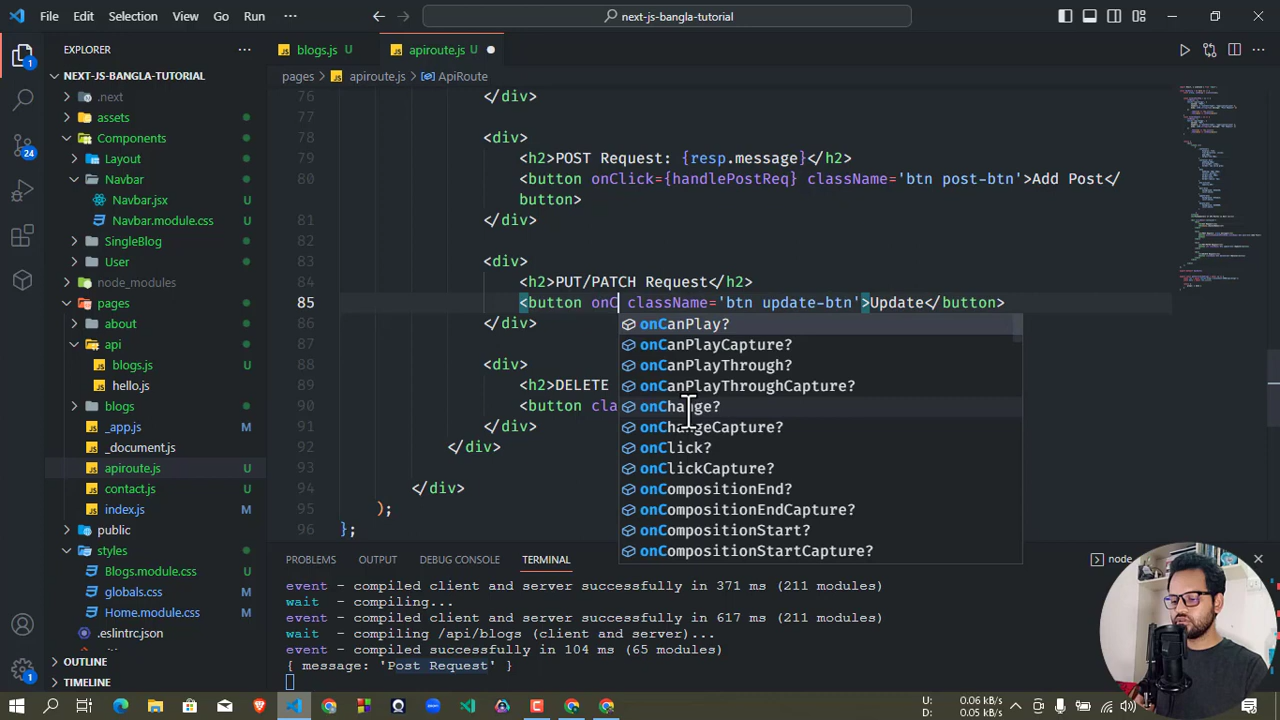 File Edit Selection View Go Run ··· next-js-bangla-tutorial
EXPLORER
blogs.js U
apiroute.js U
NEXT-JS-BANGLA-TUTORIAL
pages > apiroute.js > ApiRoute
.next
assets
Components
Layout
Navbar
Navbar.jsx U
Navbar.module.css U
SingleBlog
User
node_modules
pages
about
api
blogs.js U
hello.js
blogs
_app.js M
_document.js
apiroute.js U
contact.js U
index.js M
public
styles
Blogs.module.css U
globals.css M
Home.module.css M
.eslintrc.json
OUTLINE
TIMELINE
1
24
1
76 </div>
77
78 <div>
79 <h2>POST Request: {resp.message}</h2>
80 <button onClick={handlePostReq} className='btn post-btn'>Add Post</
button>
81 </div>
82
83 <div>
84 <h2>PUT/PATCH Request</h2>
85 <button onC className='btn update-btn'>Update</button>
86 </div>
87
88 <div>
89 <h2>DELETE
90 <button cla
91 </div>
92 </div>
93
94 </div>
95 );
96 };
onCanPlay?
onCanPlayCapture?
onCanPlayThrough?
onCanPlayThroughCapture?
onChange?
onChangeCapture?
onClick?
onClickCapture?
onCompositionEnd?
onCompositionEndCapture?
onCompositionStart?
onCompositionStartCapture?
PROBLEMS OUTPUT DEBUG CONSOLE TERMINAL node
event - compiled client and server successfully in 371 ms (211 modules)
wait - compiling...
event - compiled client and server successfully in 617 ms (211 modules)
wait - compiling /api/blogs (client and server)...
event - compiled successfully in 104 ms (65 modules)
{ message: 'Post Request' }
U: 0.06 kB/s
D: 0.05 kB/s